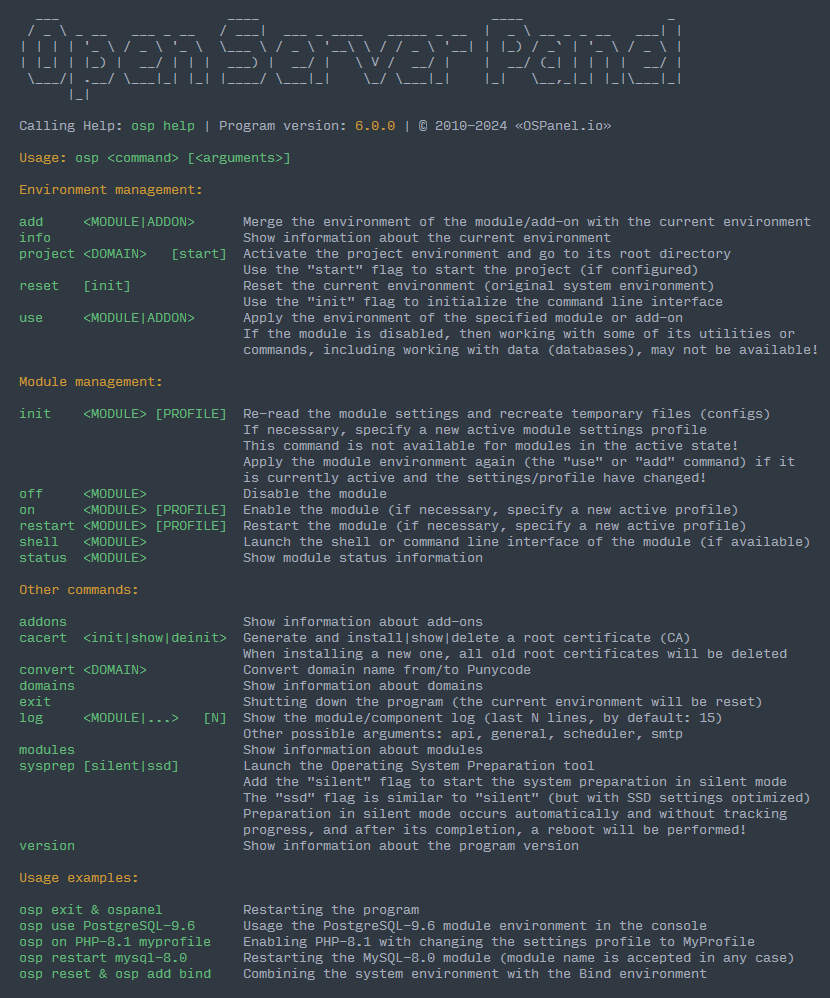 Open Server Panel
Calling Help: osp help | Program version: 6.0.0 | © 2010-2024 «OSPanel.io»
Usage: osp <command> [<arguments>]
Environment management:
add     <MODULE|ADDON>      Merge the environment of the module/add-on with the current environment
info                        Show information about the current environment
project <DOMAIN>   [start]  Activate the project environment and go to its root directory
                            Use the "start" flag to start the project (if configured)
reset   [init]              Reset the current environment (original system environment)
                            Use the "init" flag to initialize the command line interface
use     <MODULE|ADDON>      Apply the environment of the specified module or add-on
                            If the module is disabled, then working with some of its utilities or
                            commands, including working with data (databases), may not be available!
Module management:
init    <MODULE> [PROFILE]  Re-read the module settings and recreate temporary files (configs)
                            If necessary, specify a new active module settings profile
                            This command is not available for modules in the active state!
                            Apply the module environment again (the "use" or "add" command) if it
                            is currently active and the settings/profile have changed!
off     <MODULE>            Disable the module
on      <MODULE> [PROFILE]  Enable the module (if necessary, specify a new active profile)
restart <MODULE> [PROFILE]  Restart the module (if necessary, specify a new active profile)
shell   <MODULE>            Launch the shell or command line interface of the module (if available)
status  <MODULE>            Show module status information
Other commands:
addons                      Show information about add-ons
cacert  <init|show|deinit>  Generate and install|show|delete a root certificate (CA)
                            When installing a new one, all old root certificates will be deleted
convert <DOMAIN>            Convert domain name from/to Punycode
domains                     Show information about domains
exit                        Shutting down the program (the current environment will be reset)
log     <MODULE|...>   [N]  Show the module/component log (last N lines, by default: 15)
                            Other possible arguments: api, general, scheduler, smtp
modules                     Show information about modules
sysprep [silent|ssd]        Launch the Operating System Preparation tool
                            Add the "silent" flag to start the system preparation in silent mode
                            The "ssd" flag is similar to "silent" (but with SSD settings optimized)
                            Preparation in silent mode occurs automatically and without tracking
                            progress, and after its completion, a reboot will be performed!
version                     Show information about the program version
Usage examples:
osp exit & ospanel          Restarting the program
osp use PostgreSQL-9.6      Usage the PostgreSQL-9.6 module environment in the console
osp on PHP-8.1 myprofile    Enabling PHP-8.1 with changing the settings profile to MyProfile
osp restart mysql-8.0       Restarting the MySQL-8.0 module (module name is accepted in any case)
osp reset & osp add bind    Combining the system environment with the Bind environment